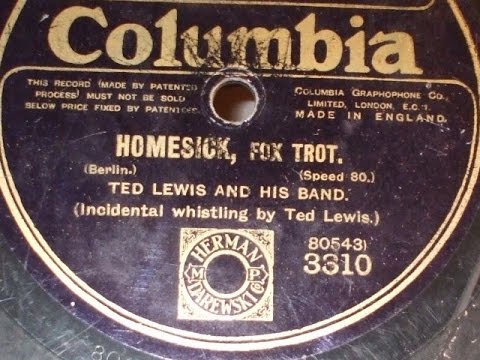 Columbia
THIS RECORD (MADE BY PATENTED
PROCESS) MUST NOT BE SOLD
BELOW PRICE FIXED BY PATENTEES
COLUMBIA GRAPHOPHONE Co.,
LIMITED, LONDON, E.C.1.
MADE IN ENGLAND.
HOMESICK, FOX TROT.
(Berlin.)
(Speed 80.)
TED LEWIS AND HIS BAND.
(Incidental whistling by Ted Lewis.)
HERMAN
M P Co
DAREWSKI
80543)
3310